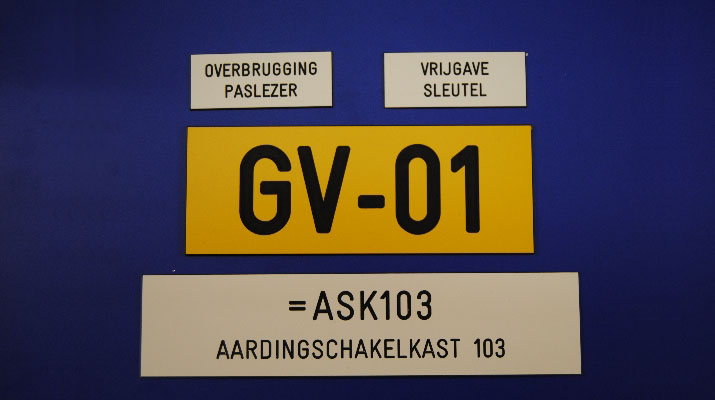 OVERBRUGGING
PASLEZER
VRIJGAVE
SLEUTEL
GV-01
=ASK103
AARDINGSCHAKELKAST 103